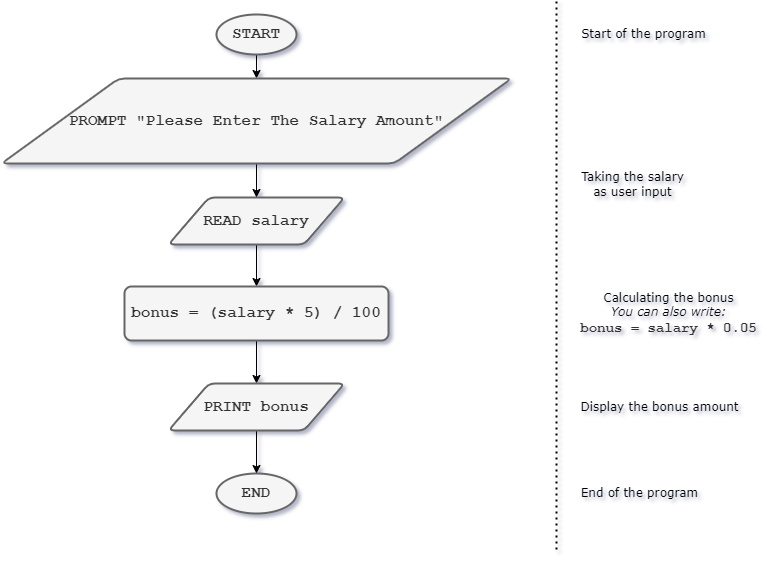 START
Start of the program
PROMPT "Please Enter The Salary Amount"
Taking the salary
as user input
READ salary
bonus = (salary * 5) / 100
Calculating the bonus
You can also write:
bonus = salary * 0.05
PRINT bonus
Display the bonus amount
END
End of the program